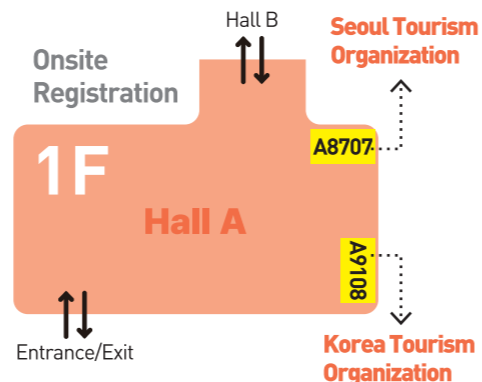 Hall B
Seoul Tourism
Organization
Onsite
Registration
A8707
1F
Hall A
A9108
Entrance/Exit
Korea Tourism
Organization